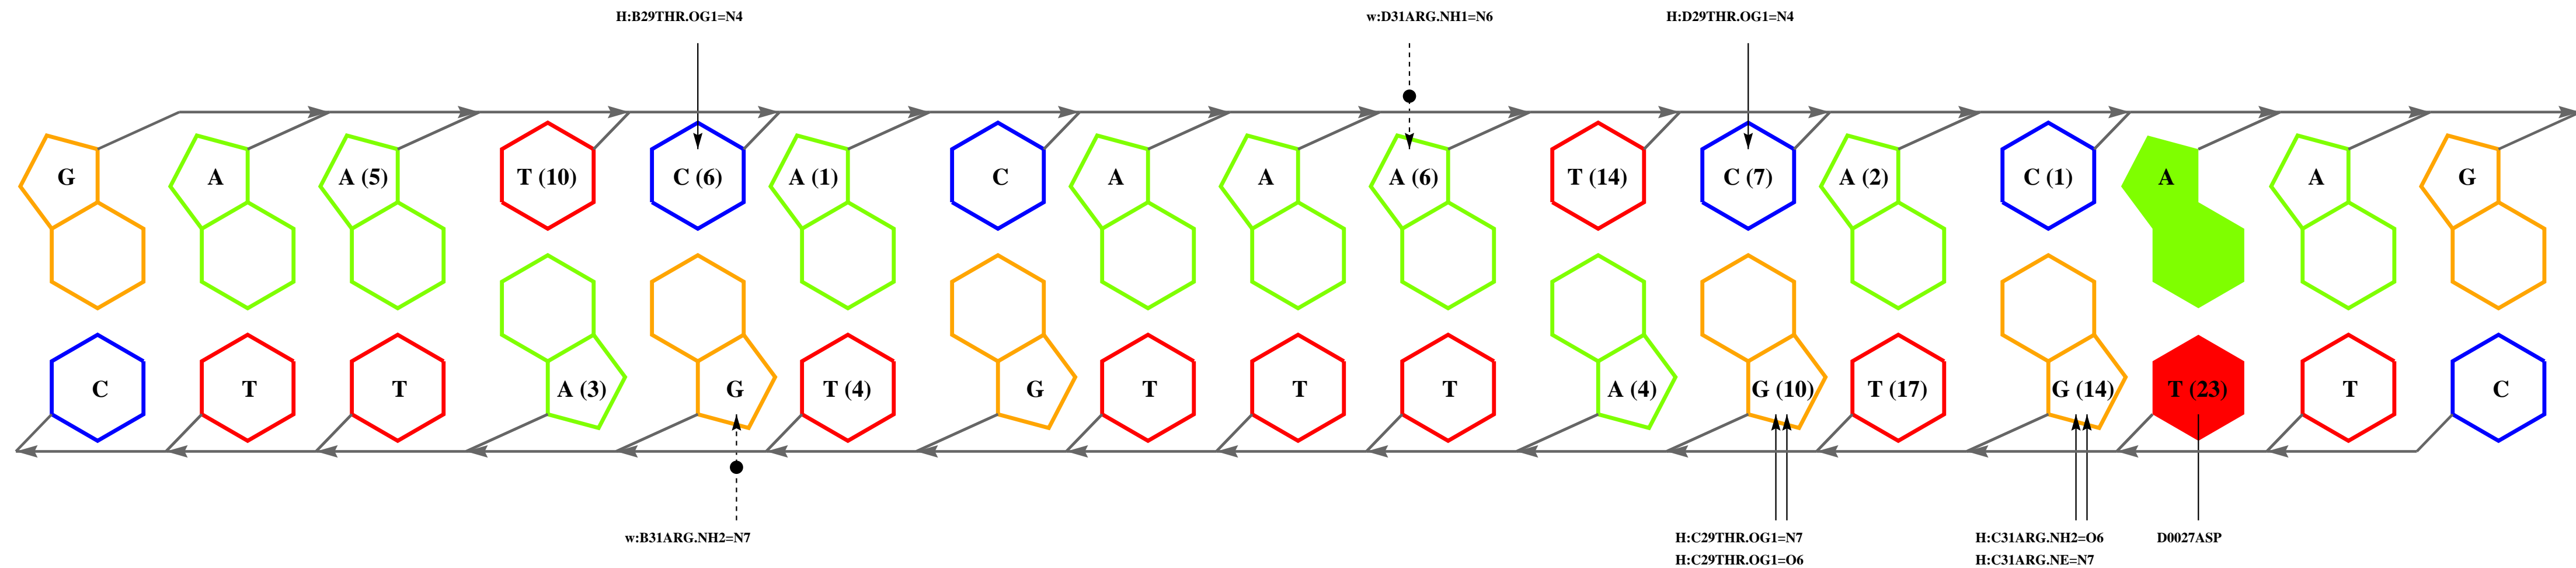 H:B29THR.OG1=N4 w:D31ARG.NH1=N6 H:D29THR.OG1=N4
G A A (5) T (10) C (6) A (1) C A A A (6) T (14) C (7) A (2) C (1) A A G
C T T A (3) G T (4) G T T T A (4) G (10) T (17) G (14) T (23) T C
w:B31ARG.NH2=N7 H:C29THR.OG1=N7 H:C31ARG.NH2=O6 D0027ASP
H:C29THR.OG1=O6 H:C31ARG.NE=N7